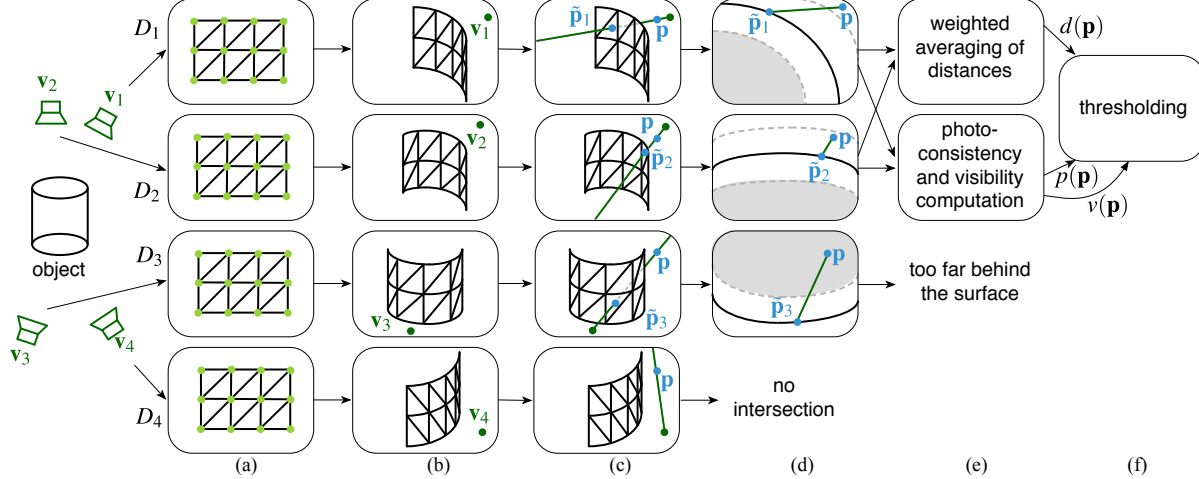 D₁
v₂
v₁
D₂
object
D₃
v₃
v₄
D₄
v₁
v₂
v₃
v₄
p̃₁
p
p
p̃₂
p
p̃₃
p
p̃₁
p
p
p̃₂
p
p̃₃
no
intersection
weighted
averaging of
distances
photo-
consistency
and visibility
computation
too far behind
the surface
d(p)
p(p)
v(p)
thresholding
(a)
(b)
(c)
(d)
(e)
(f)